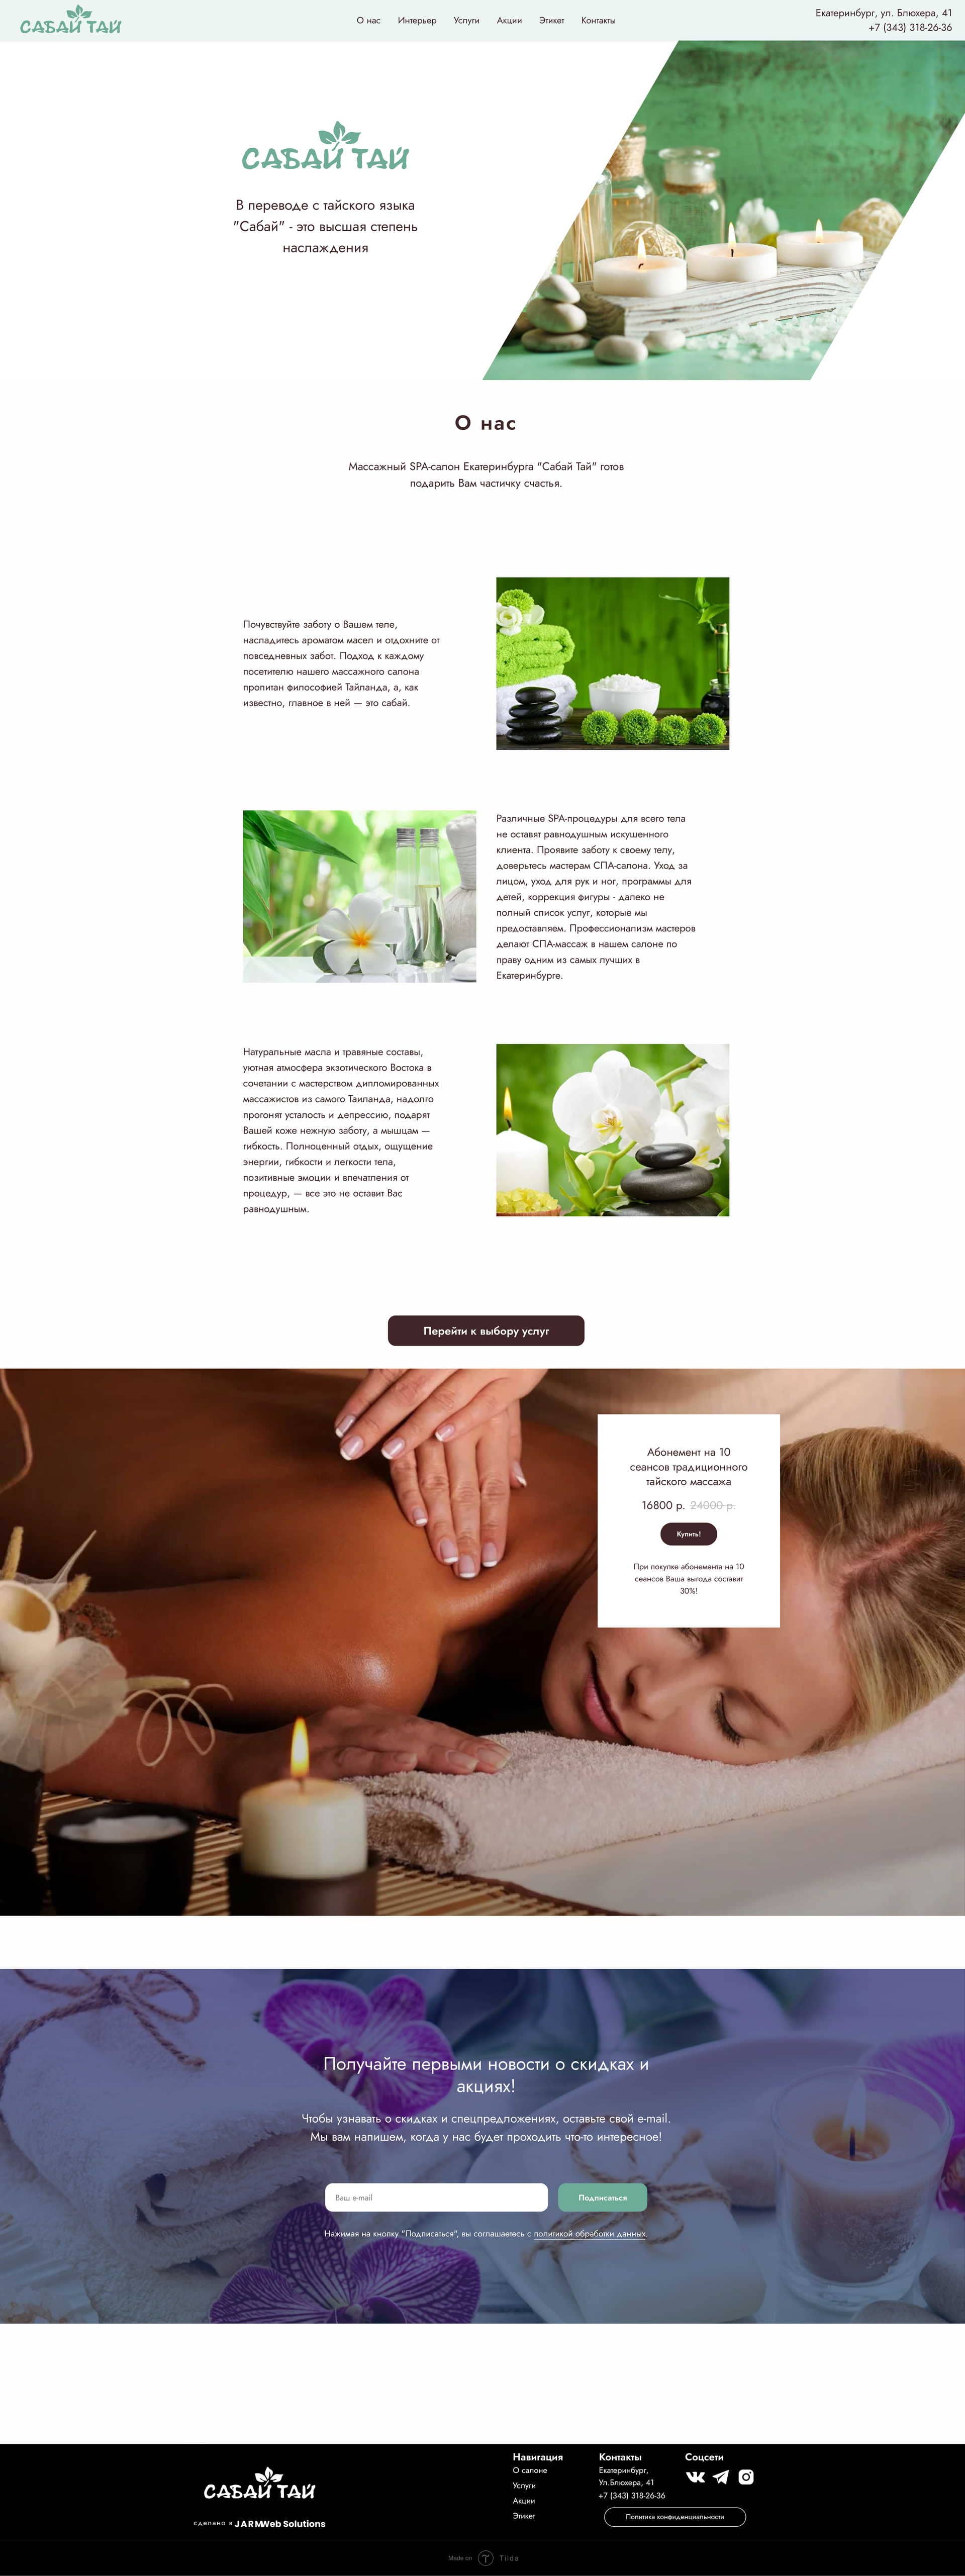 САБАЙ ТАЙ
О нас
Интерьер
Услуги
Акции
Этикет
Контакты
Екатеринбург, ул. Блюхера, 41
+7 (343) 318-26-36
САБАЙ ТАЙ
В переводе с тайского языка
"Сабай" - это высшая степень
наслаждения
О нас
Массажный SPA-салон Екатеринбурга "Сабай Тай" готов
подарить Вам частичку счастья.
Почувствуйте заботу о Вашем теле,
насладитесь ароматом масел и отдохните от
повседневных забот. Подход к каждому
посетителю нашего массажного салона
пропитан философией Тайланда, а, как
известно, главное в ней — это сабай.
Различные SPA-процедуры для всего тела
не оставят равнодушным искушенного
клиента. Проявите заботу к своему телу,
доверьтесь мастерам СПА-салона. Уход за
лицом, уход для рук и ног, программы для
детей, коррекция фигуры - далеко не
полный список услуг, которые мы
предоставляем. Профессионализм мастеров
делают СПА-массаж в нашем салоне по
праву одним из самых лучших в
Екатеринбурге.
Натуральные масла и травяные составы,
уютная атмосфера экзотического Востока в
сочетании с мастерством дипломированных
массажистов из самого Таиланда, надолго
прогонят усталость и депрессию, подарят
Вашей коже нежную заботу, а мышцам —
гибкость. Полноценный отдых, ощущение
энергии, гибкости и легкости тела,
позитивные эмоции и впечатления от
процедур, — все это не оставит Вас
равнодушным.
Перейти к выбору услуг
Абонемент на 10
сеансов традиционного
тайского массажа
16800 р. 24000 р.
Купить!
При покупке абонемента на 10
сеансов Ваша выгода составит
30%!
Получайте первыми новости о скидках и
акциях!
Чтобы узнавать о скидках и спецпредложениях, оставьте свой e-mail.
Мы вам напишем, когда у нас будет проходить что-то интересное!
Ваш e-mail
Подписаться
Нажимая на кнопку "Подписаться", вы соглашаетесь с политикой обработки данных.
САБАЙ ТАЙ
сделано в JARM Web Solutions
Навигация
О салоне
Услуги
Акции
Этикет
Контакты
Екатеринбург,
Ул.Блюхера, 41
+7 (343) 318-26-36
Соцсети
Политика конфиденциальности
Made on Tilda